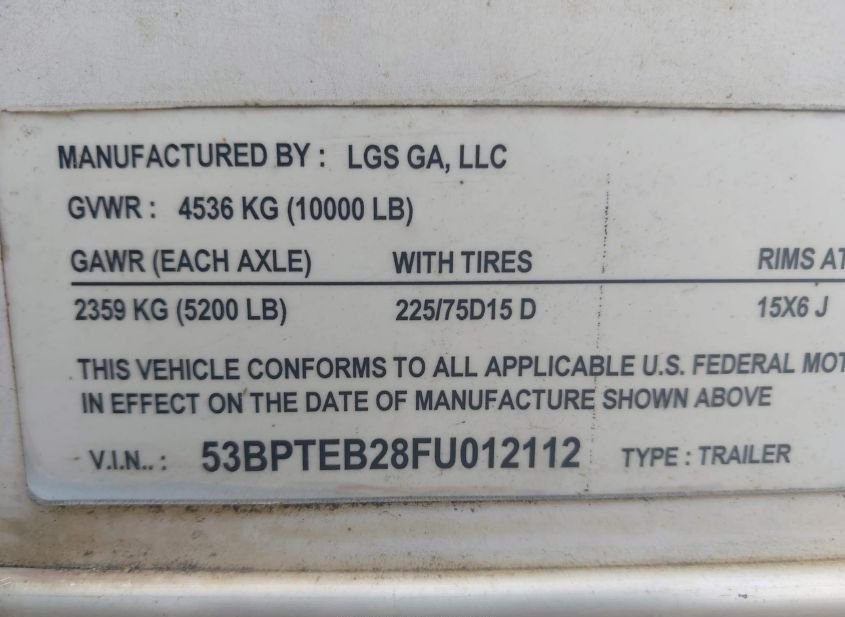 MANUFACTURED BY : LGS GA, LLC
GVWR : 4536 KG (10000 LB)
GAWR (EACH AXLE) WITH TIRES RIMS AT
2359 KG (5200 LB) 225/75D15 D 15X6 J
THIS VEHICLE CONFORMS TO ALL APPLICABLE U.S. FEDERAL MOT
IN EFFECT ON THE DATE OF MANUFACTURE SHOWN ABOVE
V.I.N.. : 53BPTEB28FU012112 TYPE : TRAILER